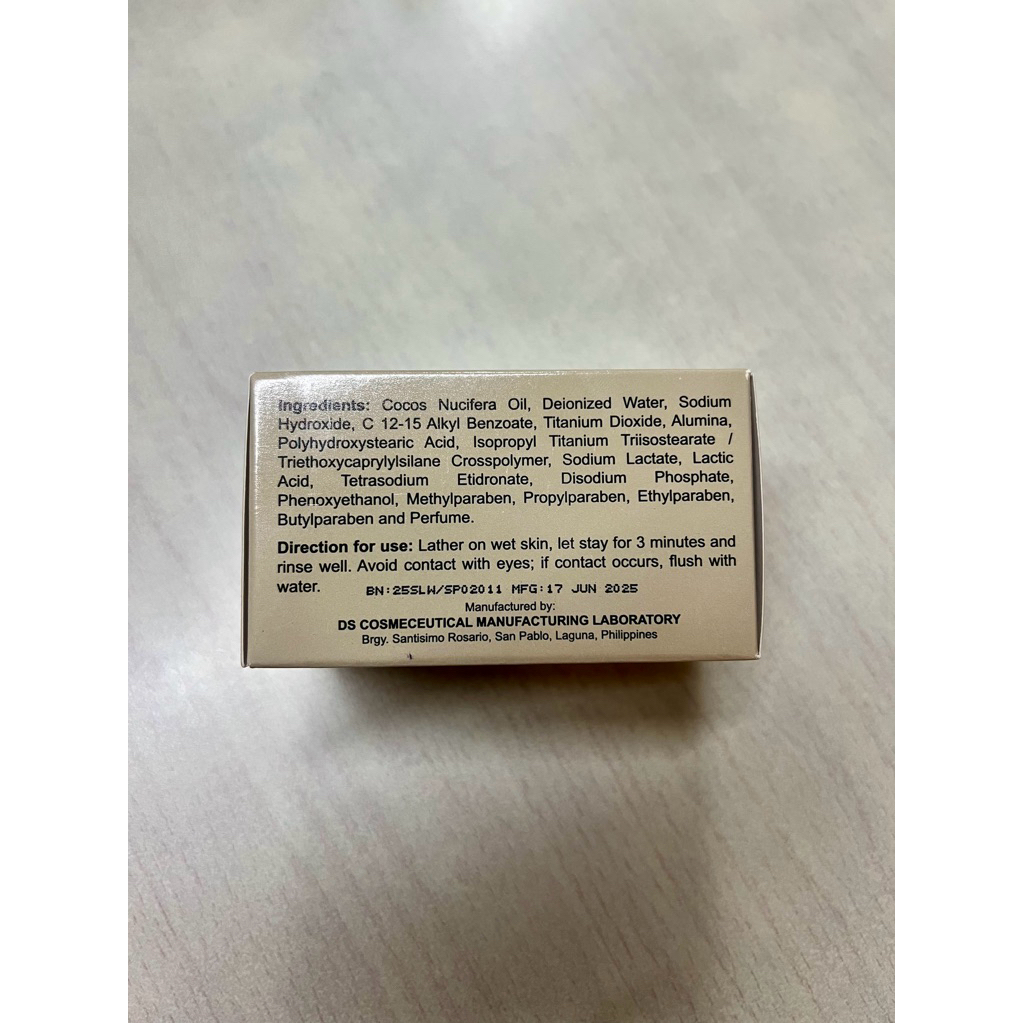 Ingredients: Cocos Nucifera Oil, Deionized Water, Sodium
Hydroxide, C 12-15 Alkyl Benzoate, Titanium Dioxide, Alumina,
Polyhydroxystearic Acid, Isopropyl Titanium Triisostearate /
Triethoxycaprylylsilane Crosspolymer, Sodium Lactate, Lactic
Acid, Tetrasodium Etidronate, Disodium Phosphate,
Phenoxyethanol, Methylparaben, Propylparaben, Ethylparaben,
Butylparaben and Perfume.
Direction for use: Lather on wet skin, let stay for 3 minutes and
rinse well. Avoid contact with eyes; if contact occurs, flush with
water.
BN:25SLW/SP02011 MFG:17 JUN 2025
Manufactured by:
DS COSMECEUTICAL MANUFACTURING LABORATORY
Brgy. Santisimo Rosario, San Pablo, Laguna, Philippines